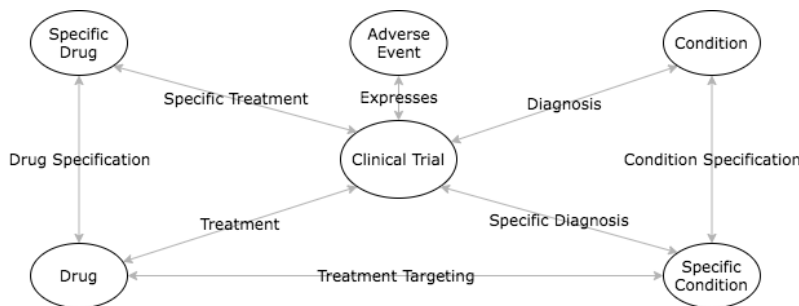 Specific
Drug
Adverse
Event
Condition
Specific Treatment
Expresses
Diagnosis
Drug Specification
Clinical Trial
Condition Specification
Treatment
Specific Diagnosis
Drug
Treatment Targeting
Specific
Condition